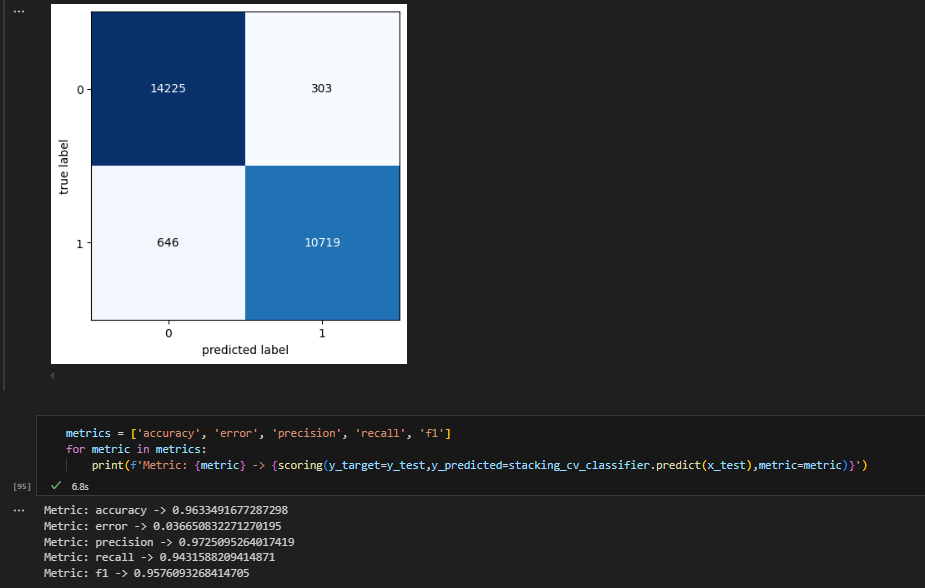 ...
14225 303
0
true label
646 10719
1
0 1
predicted label
metrics = ['accuracy', 'error', 'precision', 'recall', 'f1']
for metric in metrics:
print(f'Metric: {metric} -> {scoring(y_target=y_test,y_predicted=stacking_cv_classifier.predict(x_test),metric=metric)}')
[95] 6.8s
...
Metric: accuracy -> 0.9633491677287298
Metric: error -> 0.036650832271270195
Metric: precision -> 0.9725095264017419
Metric: recall -> 0.9431588209414871
Metric: f1 -> 0.9576093268414705